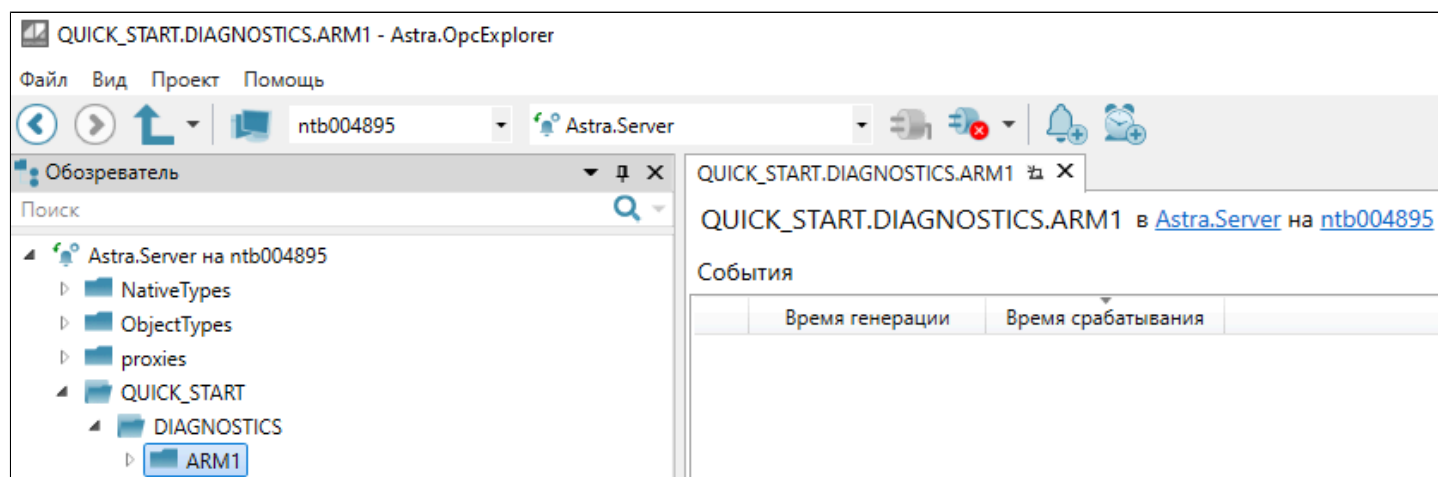 QUICK_START.DIAGNOSTICS.ARM1 - Astra.OpcExplorer
Файл Вид Проект Помощь
ntb004895 Astra.Server
Обозреватель
Поиск
Astra.Server на ntb004895
NativeTypes
ObjectTypes
proxies
QUICK_START
DIAGNOSTICS
ARM1
QUICK_START.DIAGNOSTICS.ARM1
QUICK_START.DIAGNOSTICS.ARM1 в Astra.Server на ntb004895
События
Время генерации Время срабатывания